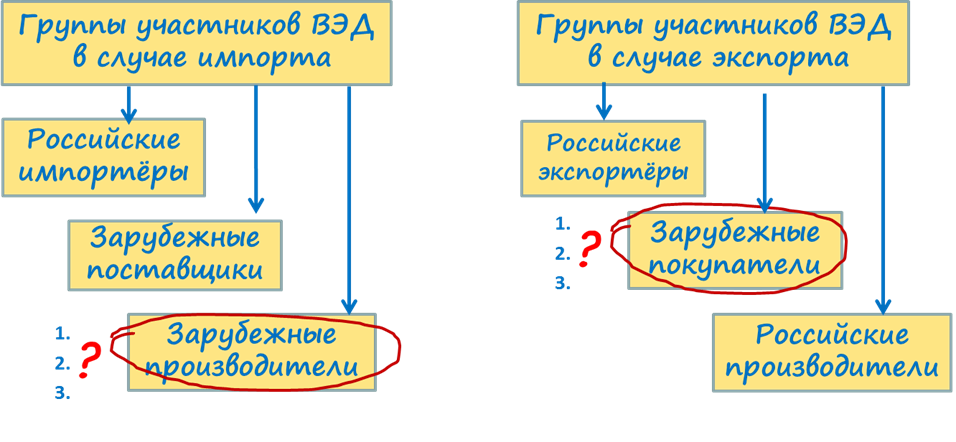 Группы участников ВЭД
в случае импорта
Российские
импортёры
Зарубежные
поставщики
1.
2.
3.
?
Зарубежные
производители
Группы участников ВЭД
в случае экспорта
Российские
экспортёры
1.
2.
3.
?
Зарубежные
покупатели
Российские
производители